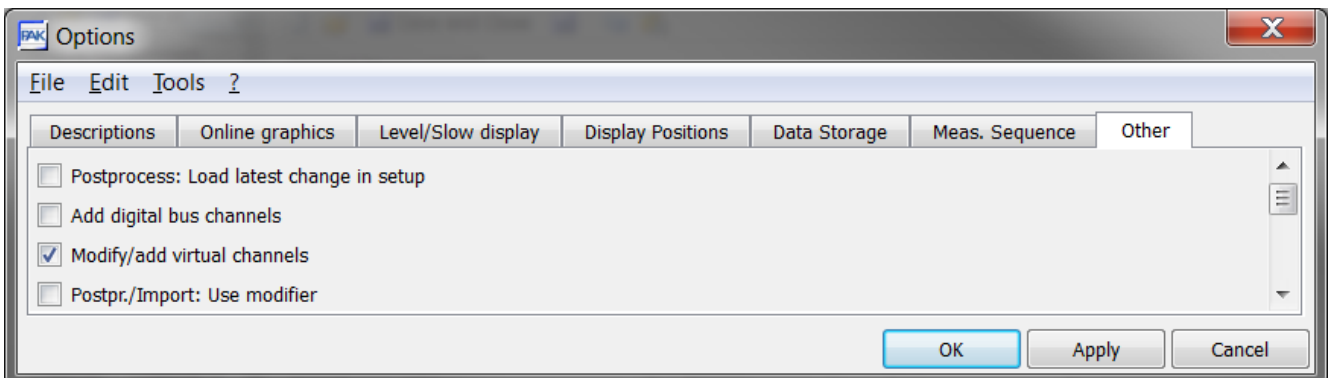 PAK Options
File Edit Tools ?
Descriptions Online graphics Level/Slow display Display Positions Data Storage Meas. Sequence Other
Postprocess: Load latest change in setup
Add digital bus channels
Modify/add virtual channels
Postpr./Import: Use modifier
OK Apply Cancel